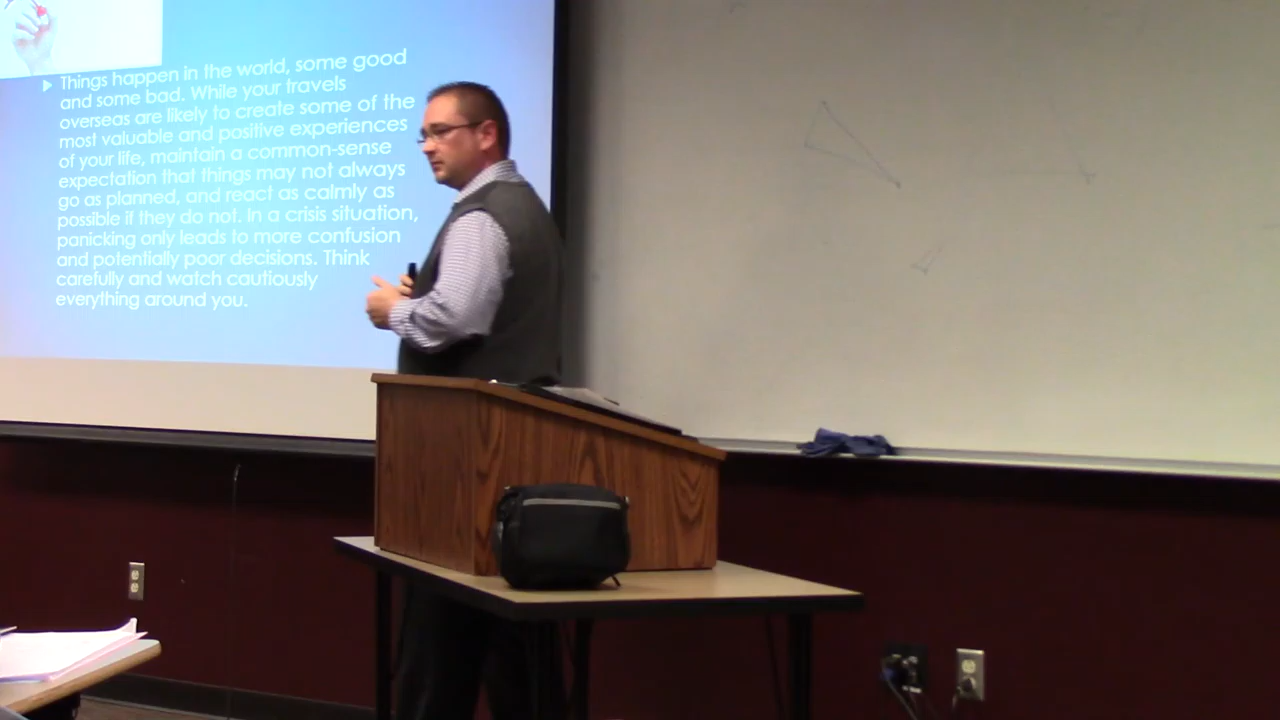 Things happen in the world, some good
and some bad. While your travels
overseas are likely to create some of the
most valuable and positive experiences
of your life, maintain a common-sense
expectation that things may not always
go as planned, and react as calmly as
possible if they do not. In a crisis situation,
panicking only leads to more confusion
and potentially poor decisions. Think
carefully and watch cautiously
everything around you.